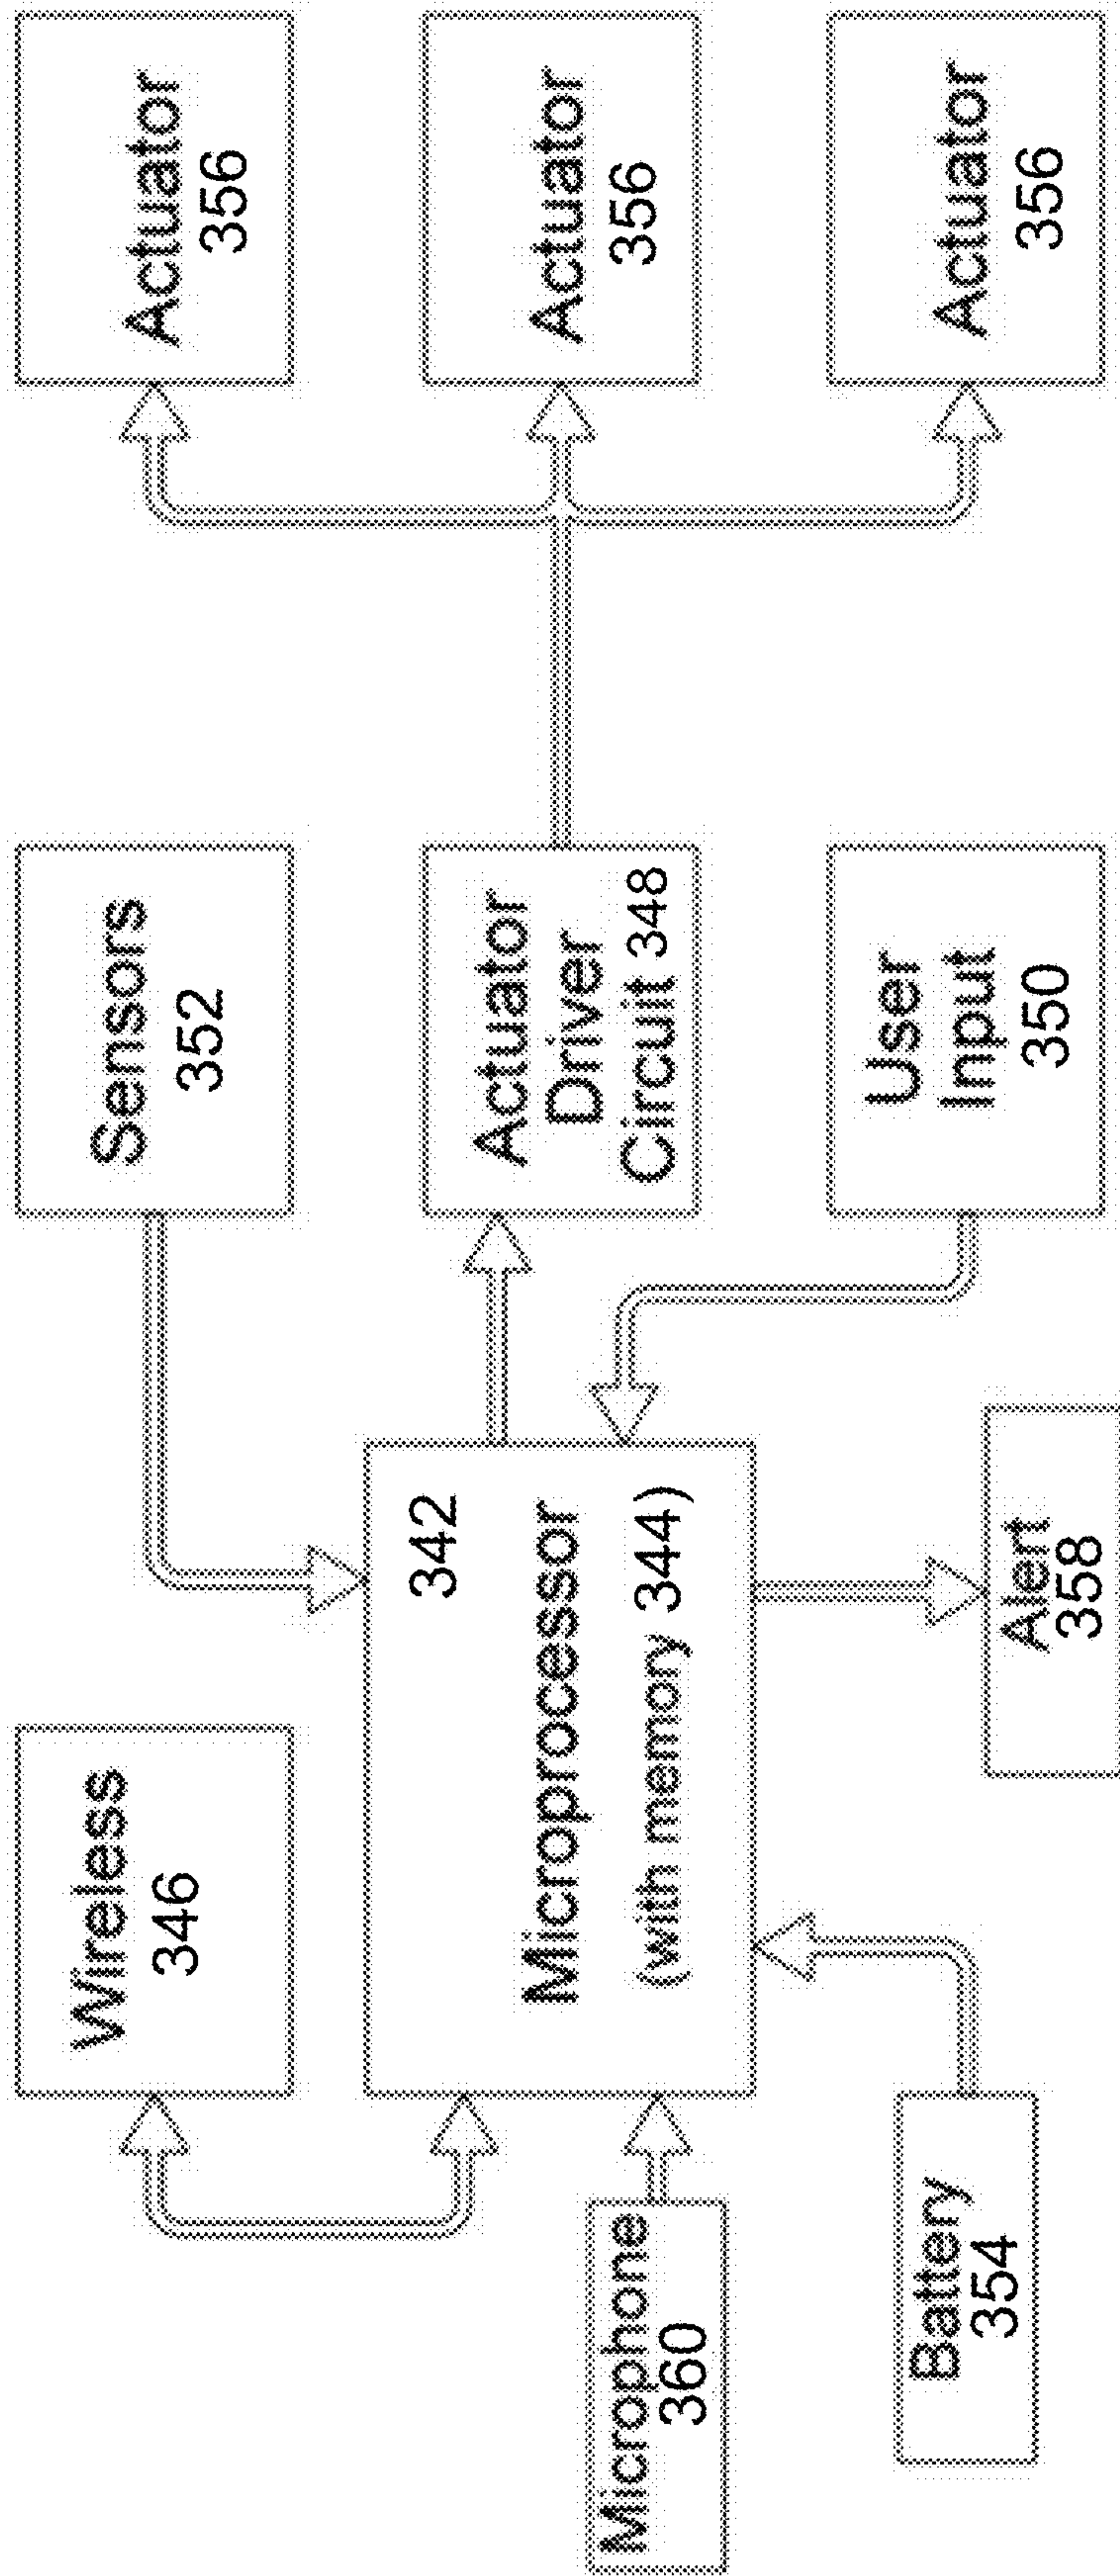 Wireless
346
Sensors
352
Actuator
356
342
Microprocessor
(with memory 344)
Actuator
Driver
Circuit 348
Actuator
356
Microphone
360
Battery
354
Alert
358
User
Input
350
Actuator
356